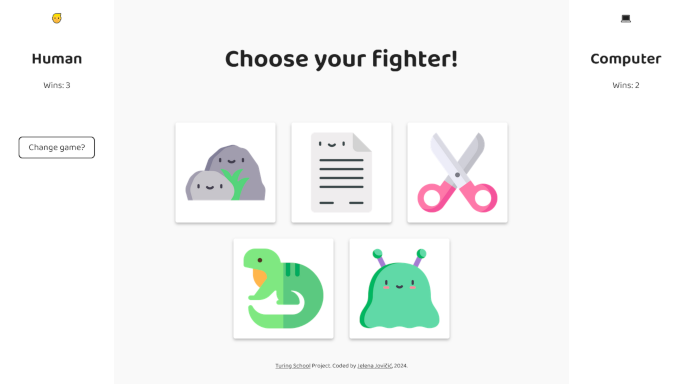 Human
Wins: 3
Change game?
Choose your fighter!
Computer
Wins: 2
Turing School Project. Coded by Jelena Jovičić, 2024.